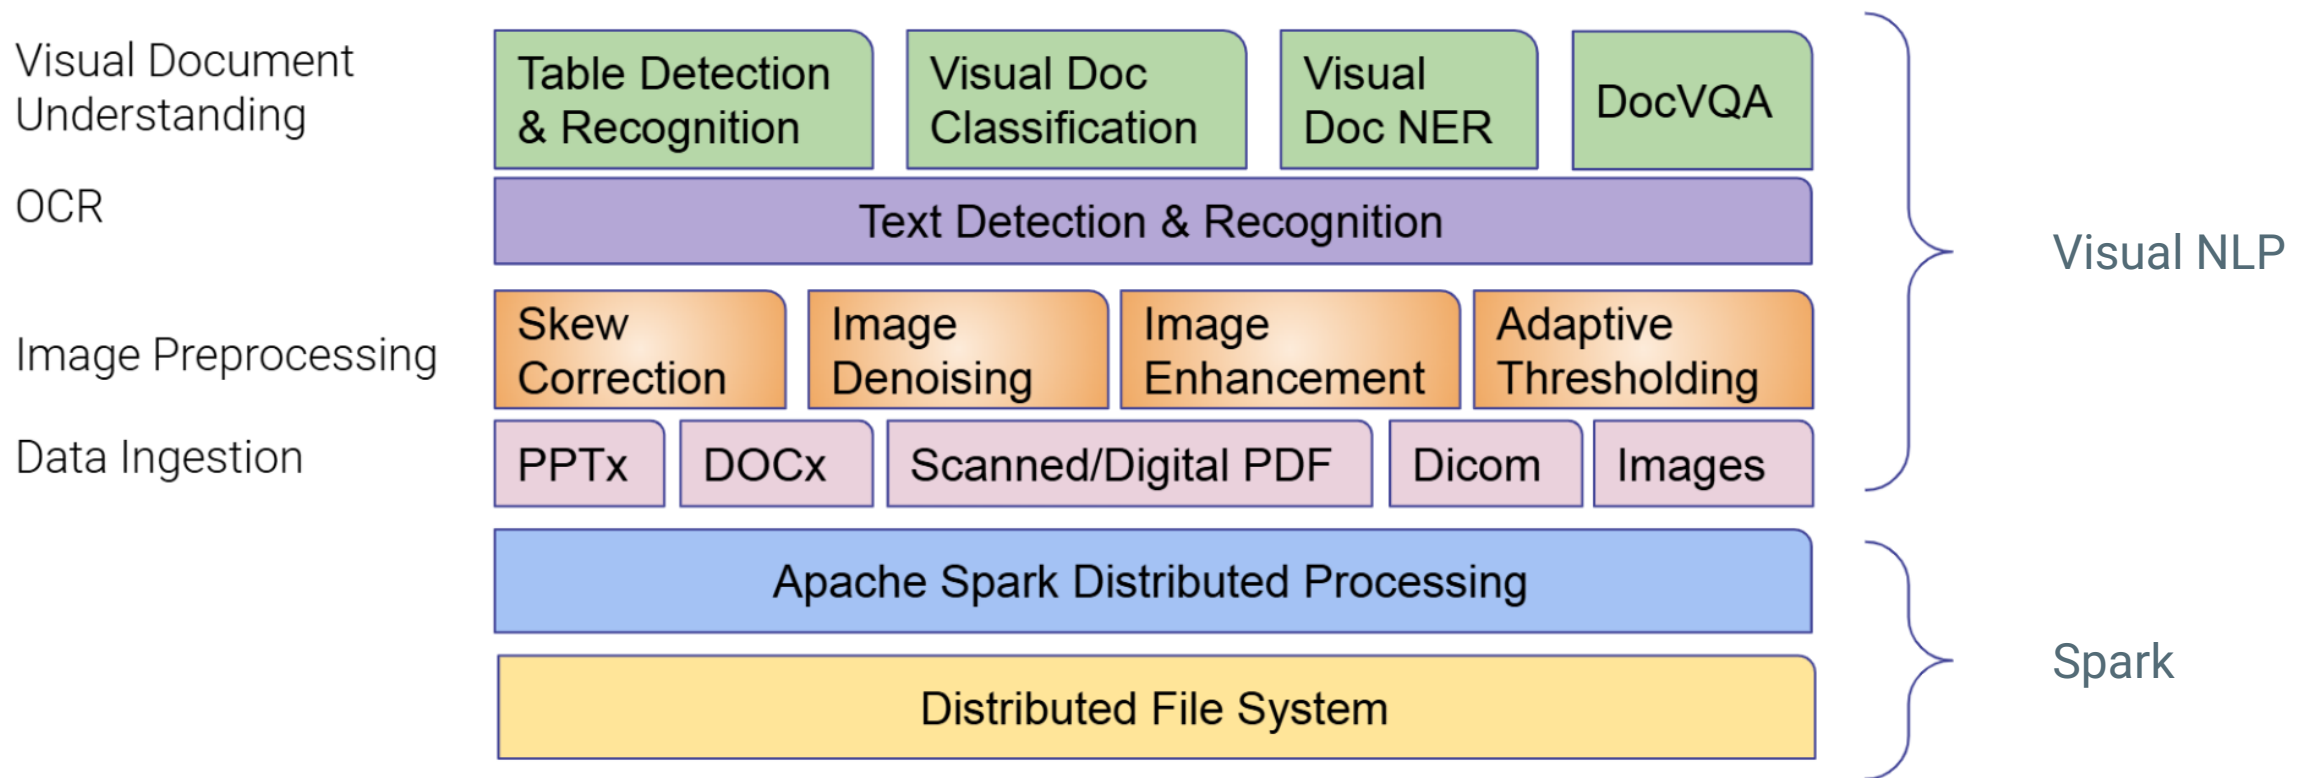 Visual Document
Understanding
Table Detection
& Recognition
Visual Doc
Classification
Visual
Doc NER
DocVQA
OCR
Text Detection & Recognition
Visual NLP
Image Preprocessing
Skew
Correction
Image
Denoising
Image
Enhancement
Adaptive
Thresholding
Data Ingestion
PPTx
DOCx
Scanned/Digital PDF
Dicom
Images
Apache Spark Distributed Processing
Spark
Distributed File System